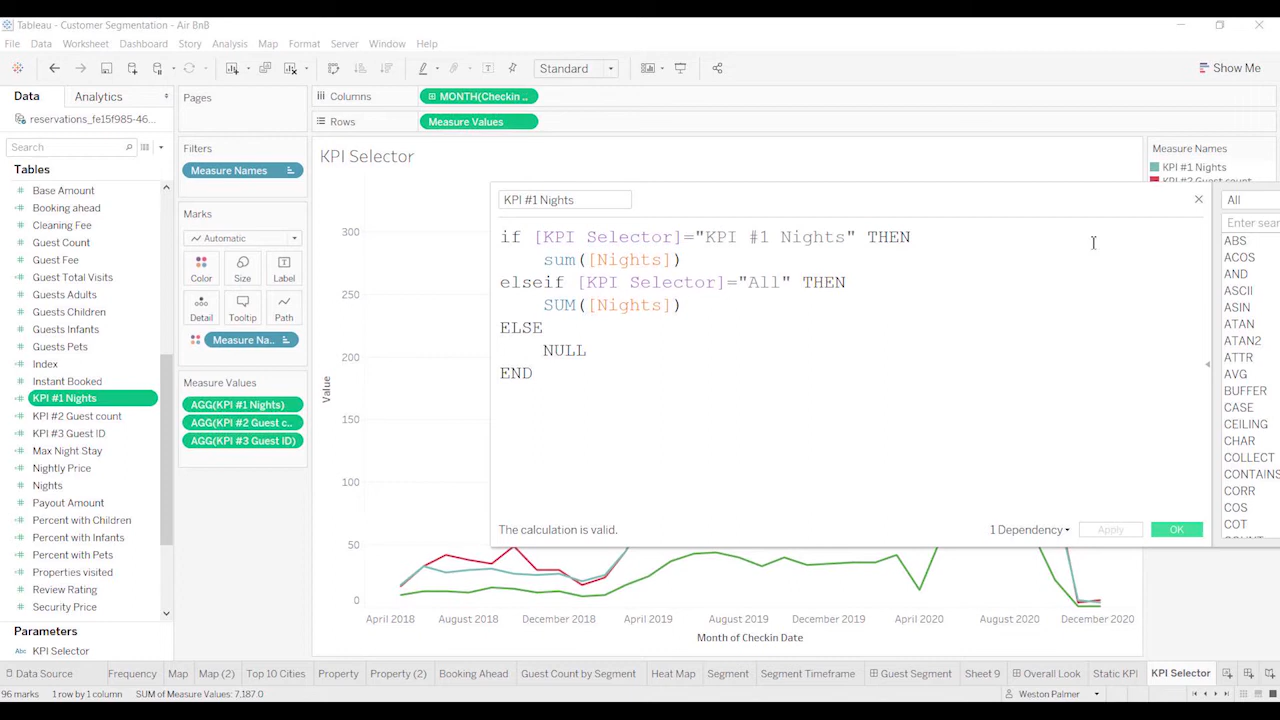 Tableau - Customer Segmentation - Air BnB
File Data Worksheet Dashboard Story Analysis Map Format Server Window Help
Standard
Show Me
Data Analytics
reservations_fe15f985-46...
Search
Tables
Base Amount
Booking ahead
Cleaning Fee
Guest Count
Guest Fee
Guest Total Visits
Guests Adults
Guests Children
Guests Infants
Guests Pets
Index
Instant Booked
KPI #1 Nights
KPI #2 Guest count
KPI #3 Guest ID
Max Night Stay
Nightly Price
Nights
Payout Amount
Percent with Children
Percent with Infants
Percent with Pets
Properties visited
Review Rating
Security Price
Parameters
KPI Selector
Pages
Filters
Measure Names
Marks
Automatic
Color Size Label
Detail Tooltip Path
Measure Na..
Measure Values
AGG(KPI #1 Nights)
AGG(KPI #2 Guest c..
AGG(KPI #3 Guest ID)
Columns
MONTH(Checkin ..
Rows
Measure Values
KPI Selector
300
250
200
150
100
50
0
Value
April 2018 August 2018 December 2018 April 2019 August 2019 December 2019 April 2020 August 2020 December 2020
Month of Checkin Date
Measure Names
KPI #1 Nights
KPI #2 Guest count
KPI #1 Nights
if [KPI Selector]="KPI #1 Nights" THEN
sum([Nights])
elseif [KPI Selector]="All" THEN
SUM([Nights])
ELSE
NULL
END
The calculation is valid.
1 Dependency
Apply
OK
All
Enter sear
ABS
ACOS
AND
ASCII
ASIN
ATAN
ATAN2
ATTR
AVG
BUFFER
CASE
CEILING
CHAR
COLLECT
CONTAINS
CORR
COS
COT
Data Source Frequency Map Map (2) Top 10 Cities Property Property (2) Booking Ahead Guest Count by Segment Heat Map Segment Segment Timeframe Guest Segment Sheet 9 Overall Look Static KPI KPI Selector
96 marks 1 row by 1 column SUM of Measure Values: 7,187.0
Weston Palmer